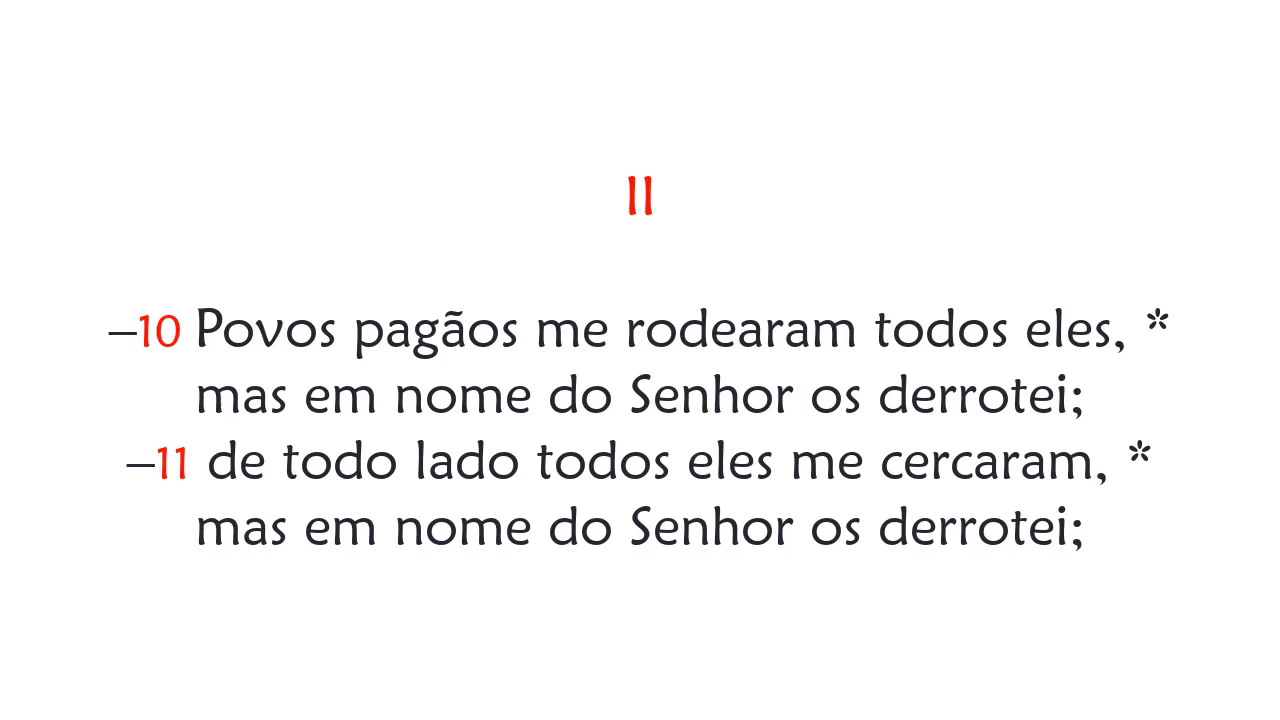 II
–10 Povos pagãos me rodearam todos eles, *
mas em nome do Senhor os derrotei;
–11 de todo lado todos eles me cercaram, *
mas em nome do Senhor os derrotei;